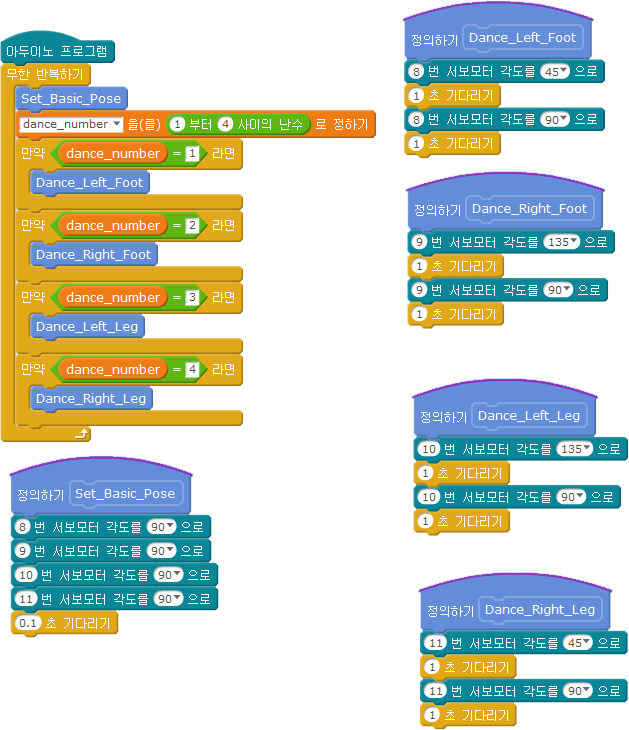 아두이노 프로그램
무한 반복하기
Set_Basic_Pose
dance_number 을(를) 1 부터 4 사이의 난수 로 정하기
만약 dance_number = 1 라면
Dance_Left_Foot
만약 dance_number = 2 라면
Dance_Right_Foot
만약 dance_number = 3 라면
Dance_Left_Leg
만약 dance_number = 4 라면
Dance_Right_Leg
정의하기 Set_Basic_Pose
8 번 서보모터 각도를 90 으로
9 번 서보모터 각도를 90 으로
10 번 서보모터 각도를 90 으로
11 번 서보모터 각도를 90 으로
0.1 초 기다리기
정의하기 Dance_Left_Foot
8 번 서보모터 각도를 45 으로
1 초 기다리기
8 번 서보모터 각도를 90 으로
1 초 기다리기
정의하기 Dance_Right_Foot
9 번 서보모터 각도를 135 으로
1 초 기다리기
9 번 서보모터 각도를 90 으로
1 초 기다리기
정의하기 Dance_Left_Leg
10 번 서보모터 각도를 135 으로
1 초 기다리기
10 번 서보모터 각도를 90 으로
1 초 기다리기
정의하기 Dance_Right_Leg
11 번 서보모터 각도를 45 으로
1 초 기다리기
11 번 서보모터 각도를 90 으로
1 초 기다리기